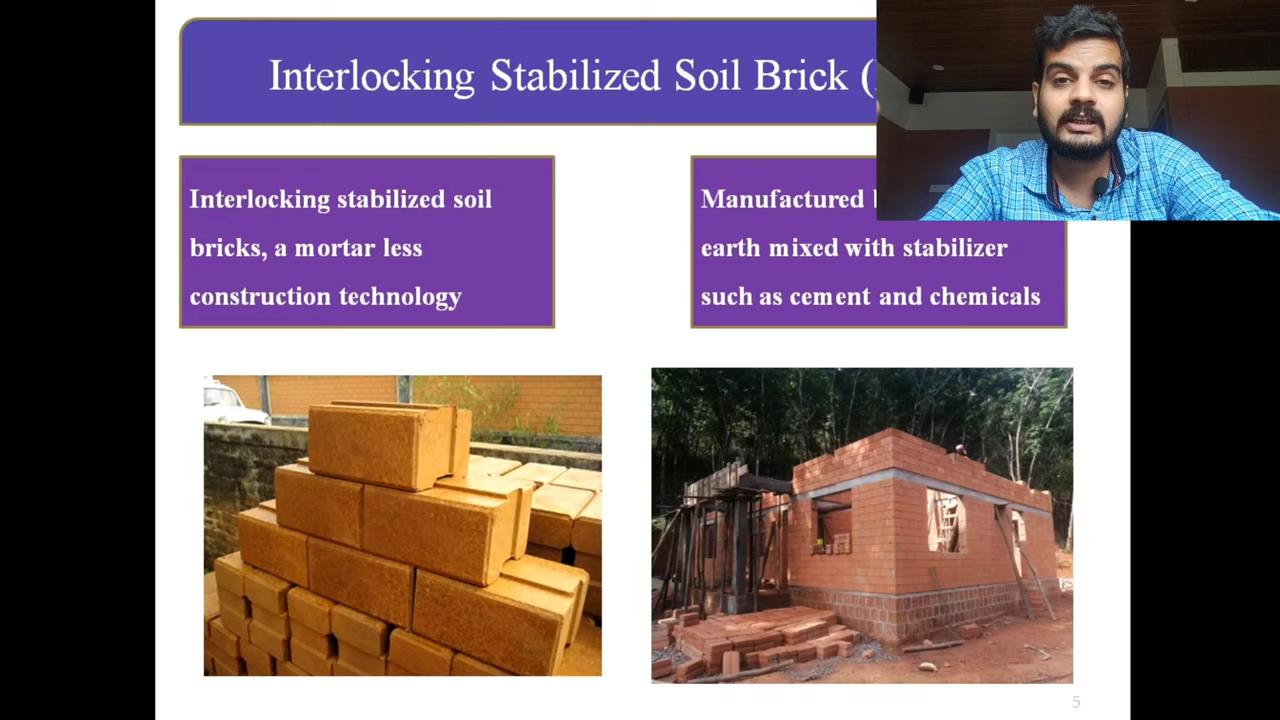 Interlocking Stabilized Soil Brick (
Interlocking stabilized soil
bricks, a mortar less
construction technology
Manufactured
earth mixed with stabilizer
such as cement and chemicals
5